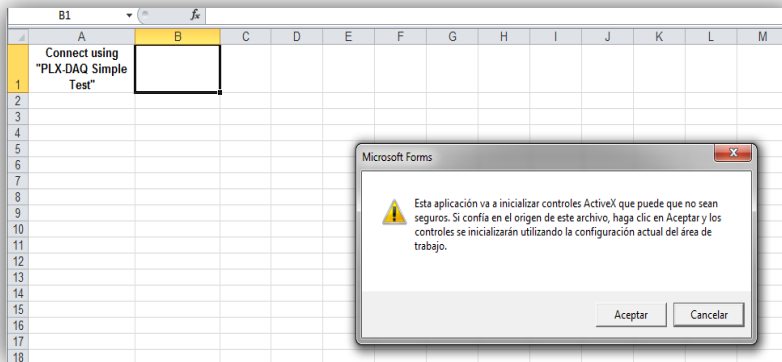 B1 fx
A B C D E F G H I J K L M
Connect using
"PLX-DAQ Simple
Test"
1
2
3
4
5
6
7
8
9
10
11
12
13
14
15
16
17
18
Microsoft Forms
Esta aplicación va a inicializar controles ActiveX que puede que no sean
seguros. Si confía en el origen de este archivo, haga clic en Aceptar y los
controles se inicializarán utilizando la configuración actual del área de
trabajo.
Aceptar Cancelar